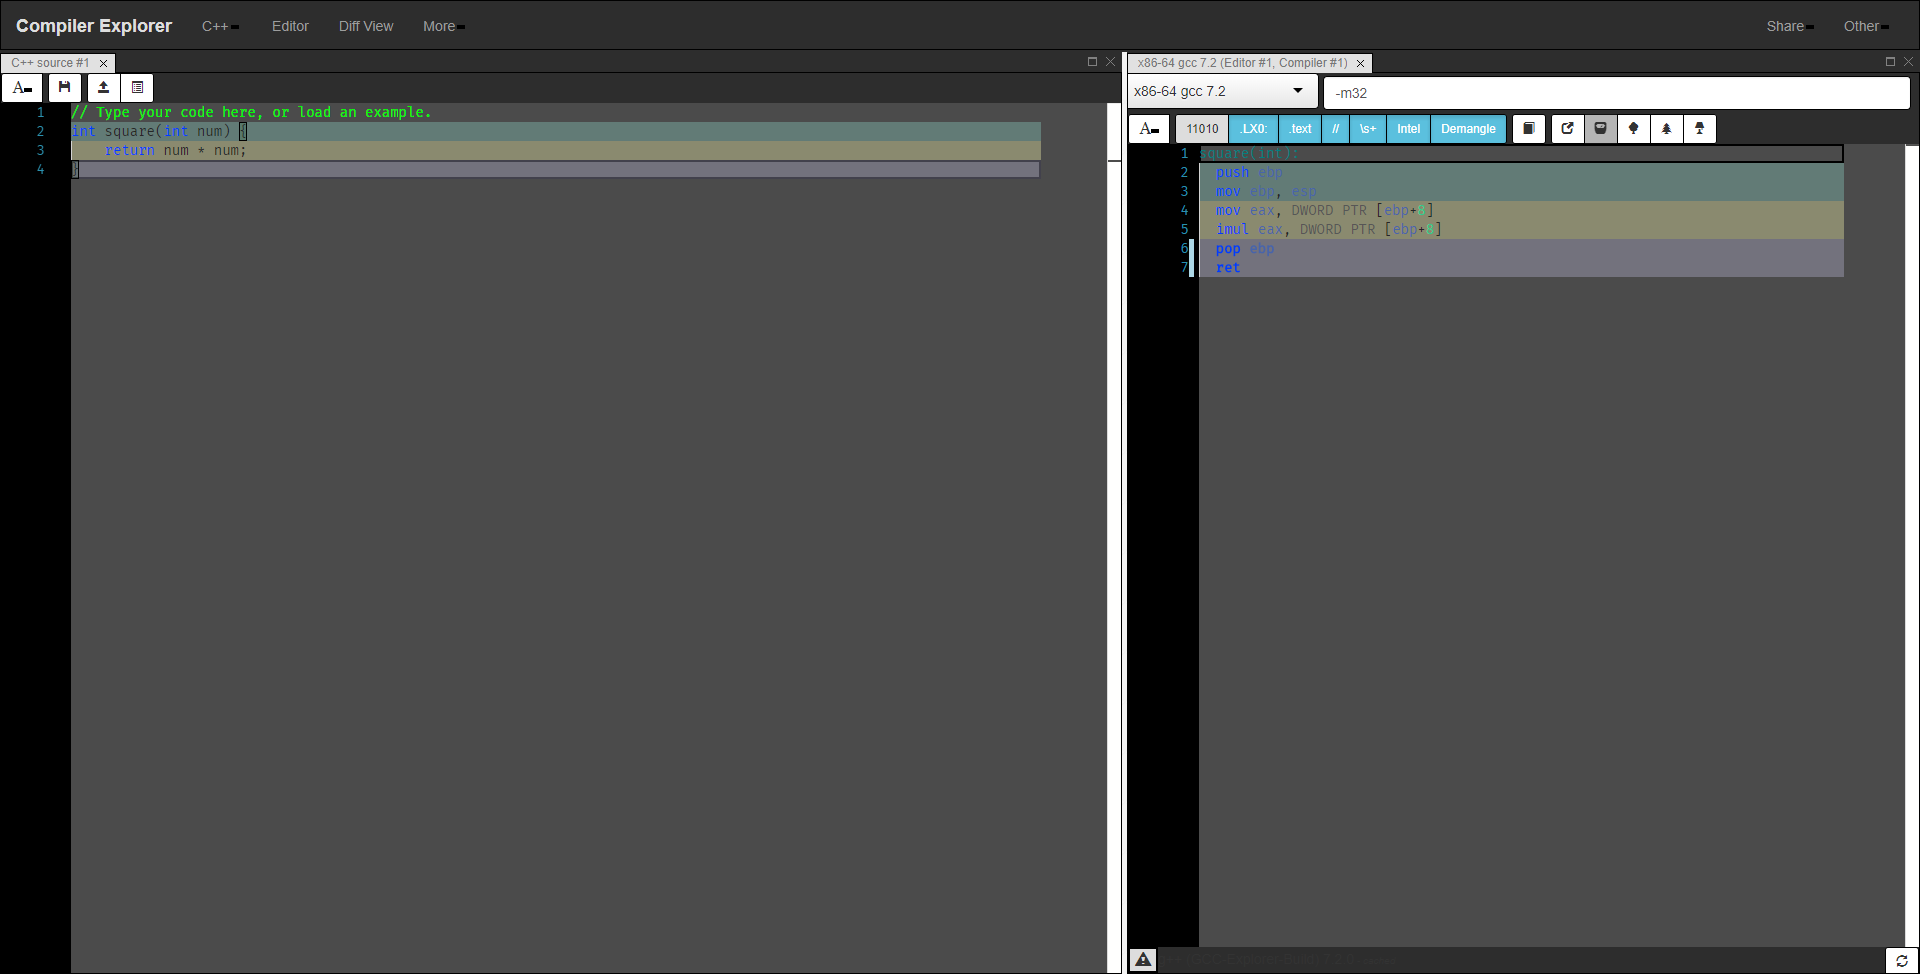 Compiler Explorer C++ Editor Diff View More Share Other
C++ source #1
x86-64 gcc 7.2 (Editor #1, Compiler #1)
A
x86-64 gcc 7.2 -m32
A 11010 .LX0: .text // \s+ Intel Demangle
1 // Type your code here, or load an example.
2 int square(int num) {
3     return num * num;
4 }
1 square(int):
2   push ebp
3   mov ebp, esp
4   mov eax, DWORD PTR [ebp+8]
5   imul eax, DWORD PTR [ebp+8]
6   pop ebp
7   ret